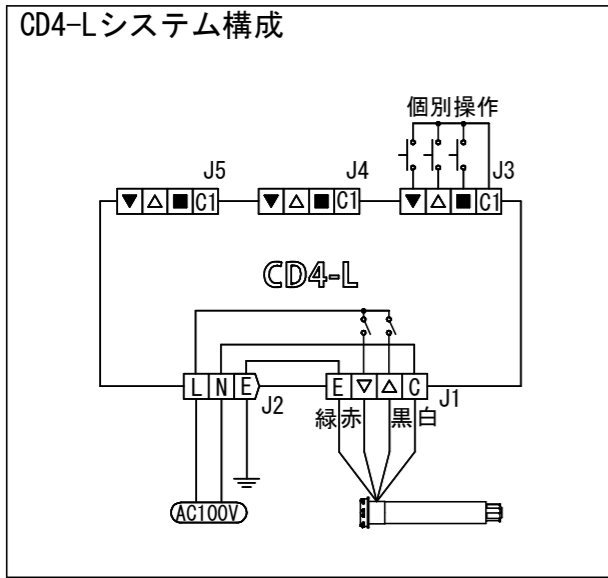 CD4-Lシステム構成
個別操作
J5
J4
J3
▼△■C1
▼△■C1
▼△■C1
CD4-L
L N E
J2
E▽△C
J1
緑赤 黒白
AC100V